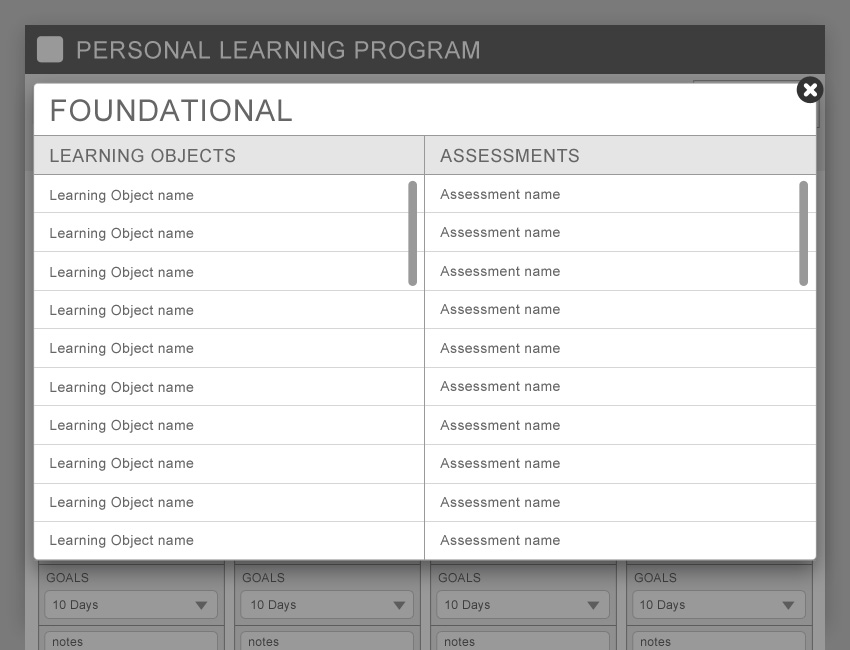 PERSONAL LEARNING PROGRAM
FOUNDATIONAL
LEARNING OBJECTS ASSESSMENTS
Learning Object name Assessment name
Learning Object name Assessment name
Learning Object name Assessment name
Learning Object name Assessment name
Learning Object name Assessment name
Learning Object name Assessment name
Learning Object name Assessment name
Learning Object name Assessment name
Learning Object name Assessment name
Learning Object name Assessment name
GOALS GOALS GOALS GOALS
10 Days 10 Days 10 Days 10 Days
notes notes notes notes